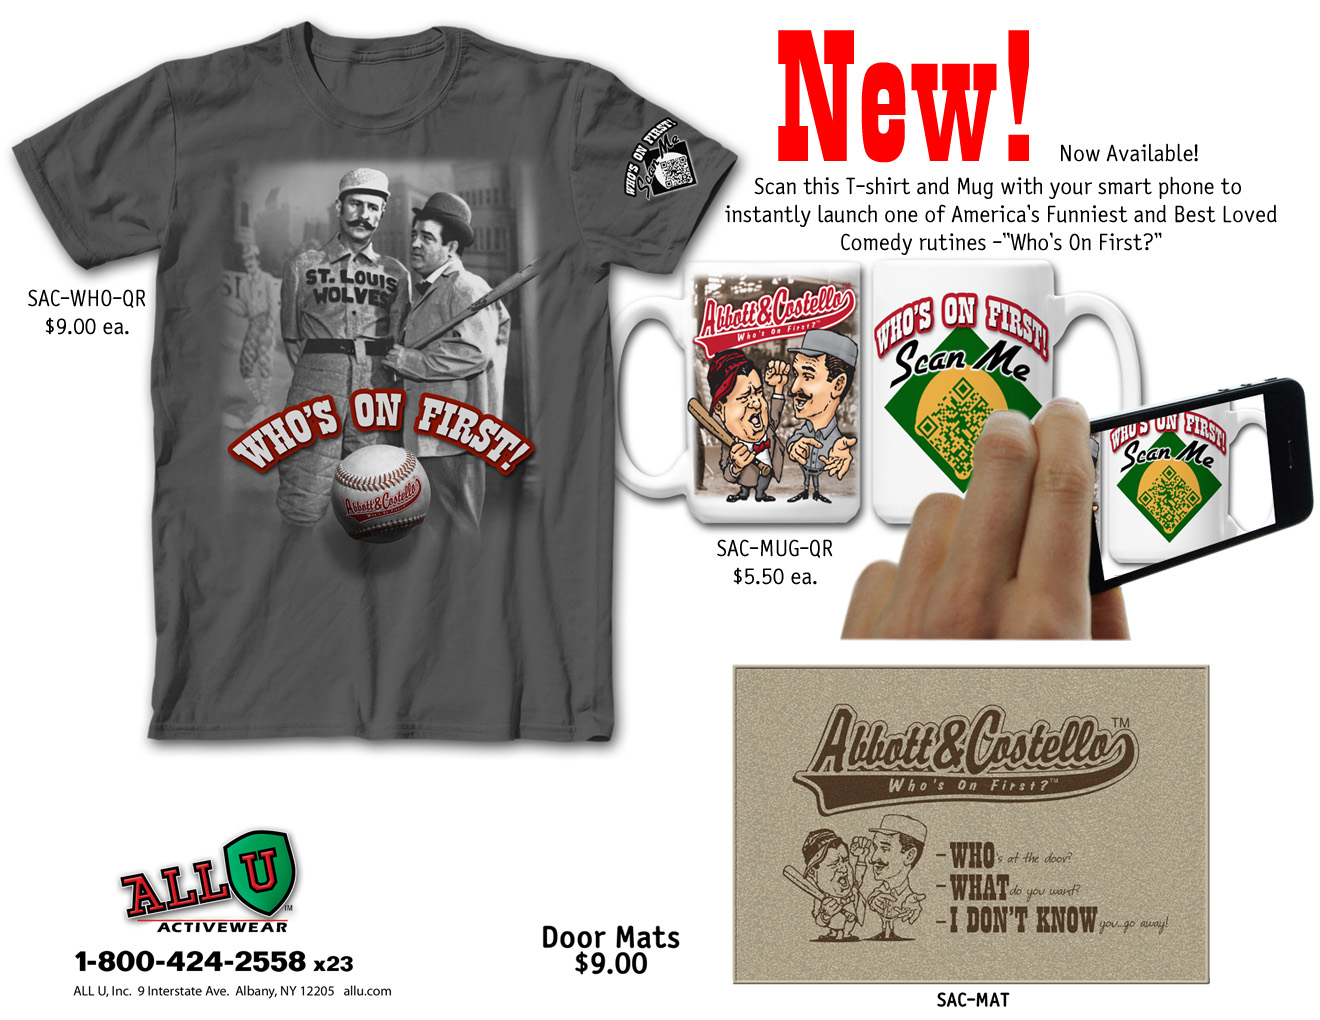 New!
Now Available!
Scan this T-shirt and Mug with your smart phone to
instantly launch one of America's Funniest and Best Loved
Comedy rutines -"Who's On First?"
WHO'S ON FIRST!
Scan Me
ST. LOUIS
WOLVES
WHO'S ON FIRST!
Abbott & Costello
SAC-WHO-QR
$9.00 ea.
Abbott & Costello
Who's On First?™
WHO'S ON FIRST!
Scan Me
WHO'S ON FIRST!
Scan Me
SAC-MUG-QR
$5.50 ea.
Abbott & Costello™
Who's On First?™
-WHO's at the door?
-WHAT do you want?
-I DON'T KNOW you...go away!
SAC-MAT
Door Mats
$9.00
ALL U™
ACTIVEWEAR
1-800-424-2558 x23
ALL U, Inc. 9 Interstate Ave. Albany, NY 12205 allu.com